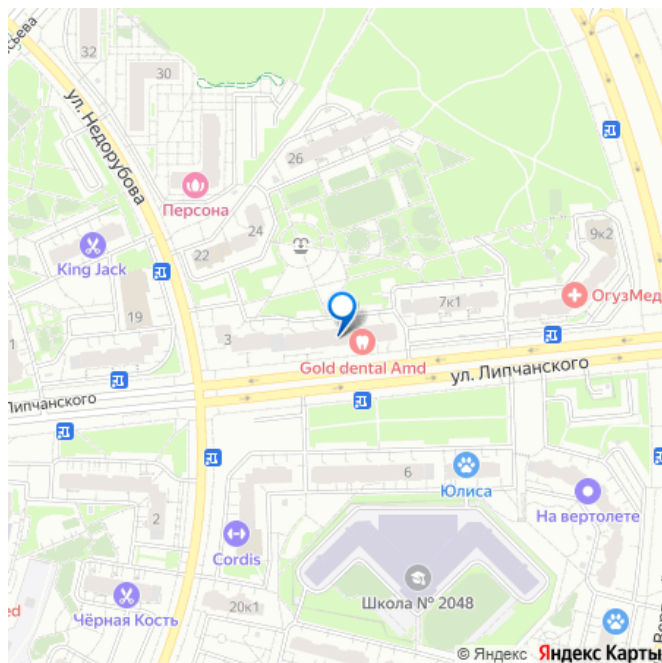 32
30
ул. Недорубова
26
Персона
24
22
9к2
King Jack
ОгузМед
7к1
19
3
Gold dental Amd
ул. Липчанского
Липчанского
6
Юлиса
На вертолете
2
Cordis
Школа № 2048
20к1
Чёрная Кость
© Яндекс Яндекс Карты